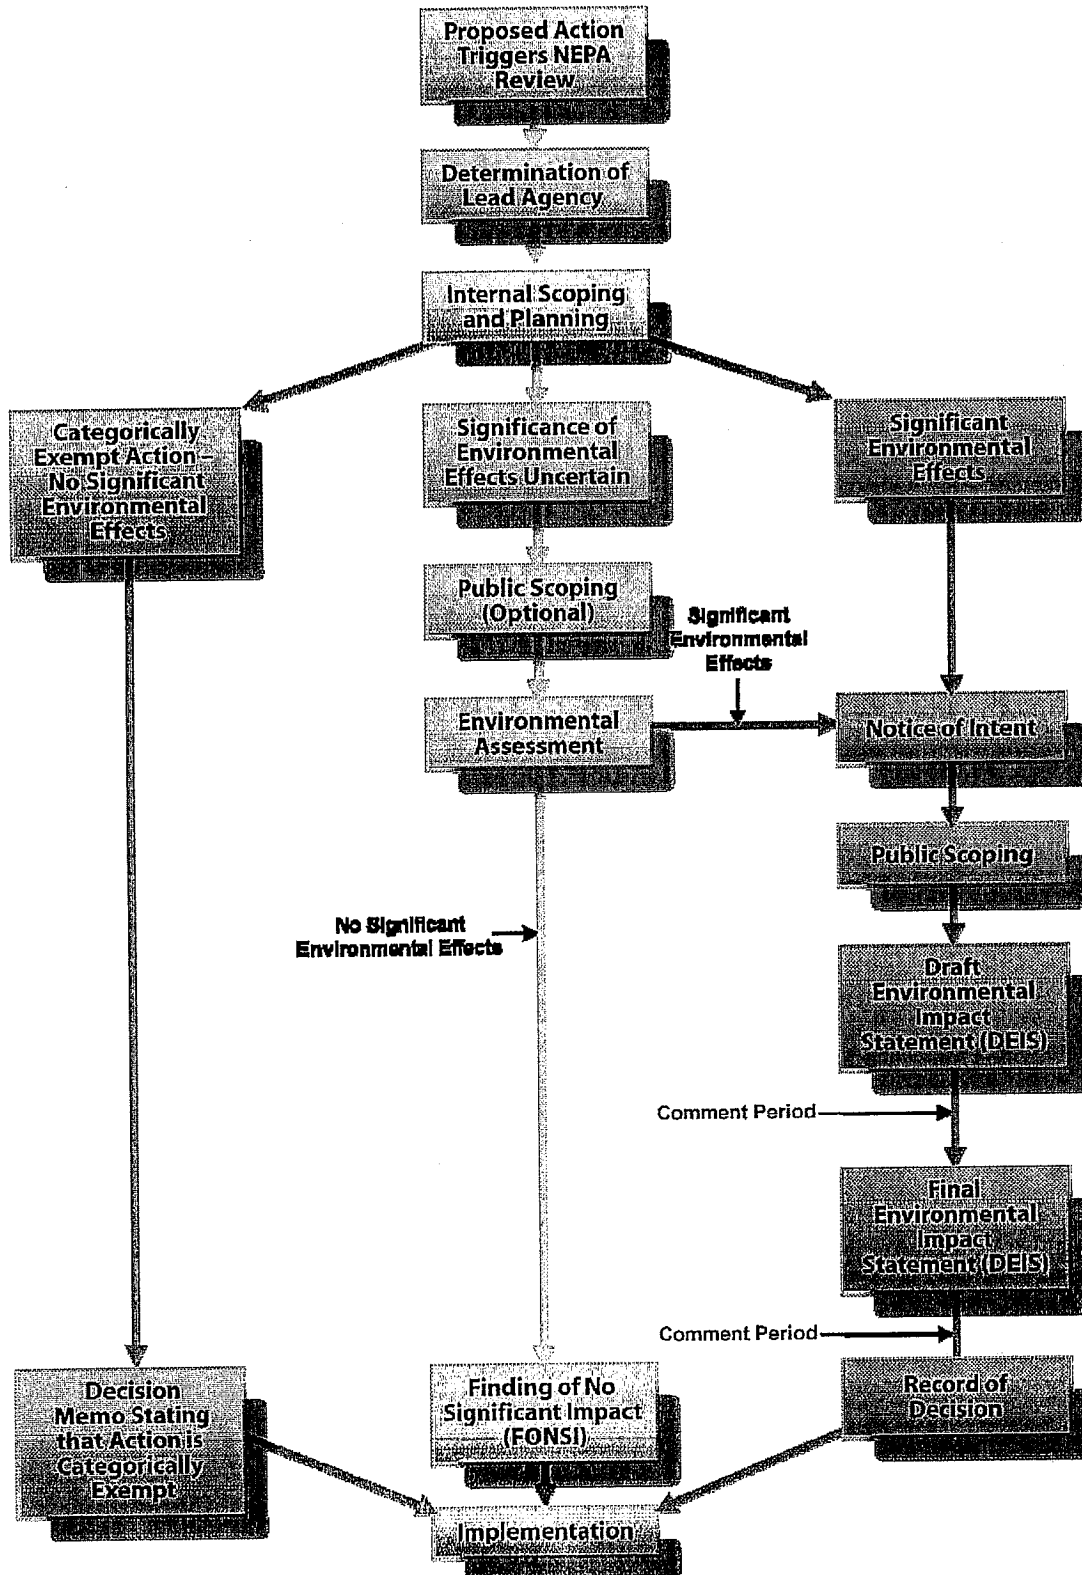 Proposed Action
Triggers NEPA
Review
Determination of
Lead Agency
Internal Scoping
and Planning
Categorically
Exempt Action –
No Significant
Environmental
Effects
Significance of
Environmental
Effects Uncertain
Significant
Environmental
Effects
Public Scoping
(Optional)
Significant
Environmental
Effects
Environmental
Assessment
Notice of Intent
Public Scoping
No Significant
Environmental Effects
Draft
Environmental
Impact
Statement (DEIS)
Comment Period
Final
Environmental
Impact
Statement (DEIS)
Comment Period
Decision
Memo Stating
that Action is
Categorically
Exempt
Finding of No
Significant Impact
(FONSI)
Record of
Decision
Implementation